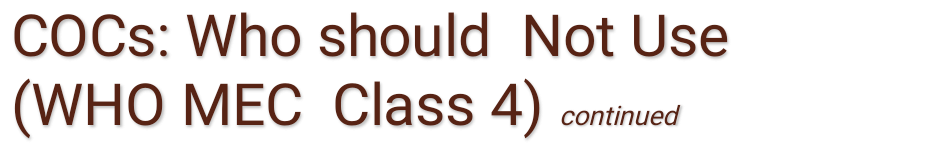 COCs: Who should Not Use
(WHO MEC Class 4) continued